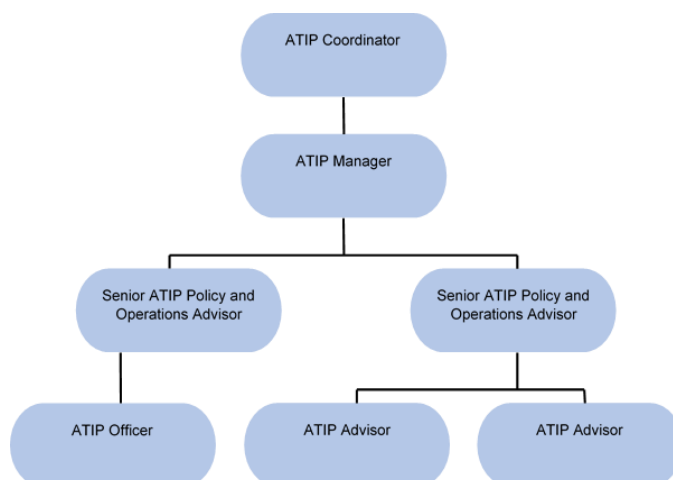 ATIP Coordinator
ATIP Manager
Senior ATIP Policy and
Operations Advisor
Senior ATIP Policy and
Operations Advisor
ATIP Officer
ATIP Advisor
ATIP Advisor